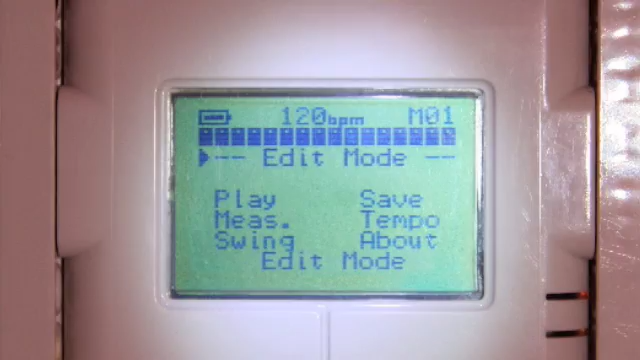 120bpm M01
-- Edit Mode --
Play Save
Meas. Tempo
Swing About
Edit Mode